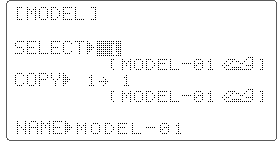 [MODEL]
SELECT▶
[MODEL-01 ]
COPY▶ 1→ 1
[MODEL-01 ]
NAME▶MODEL-01